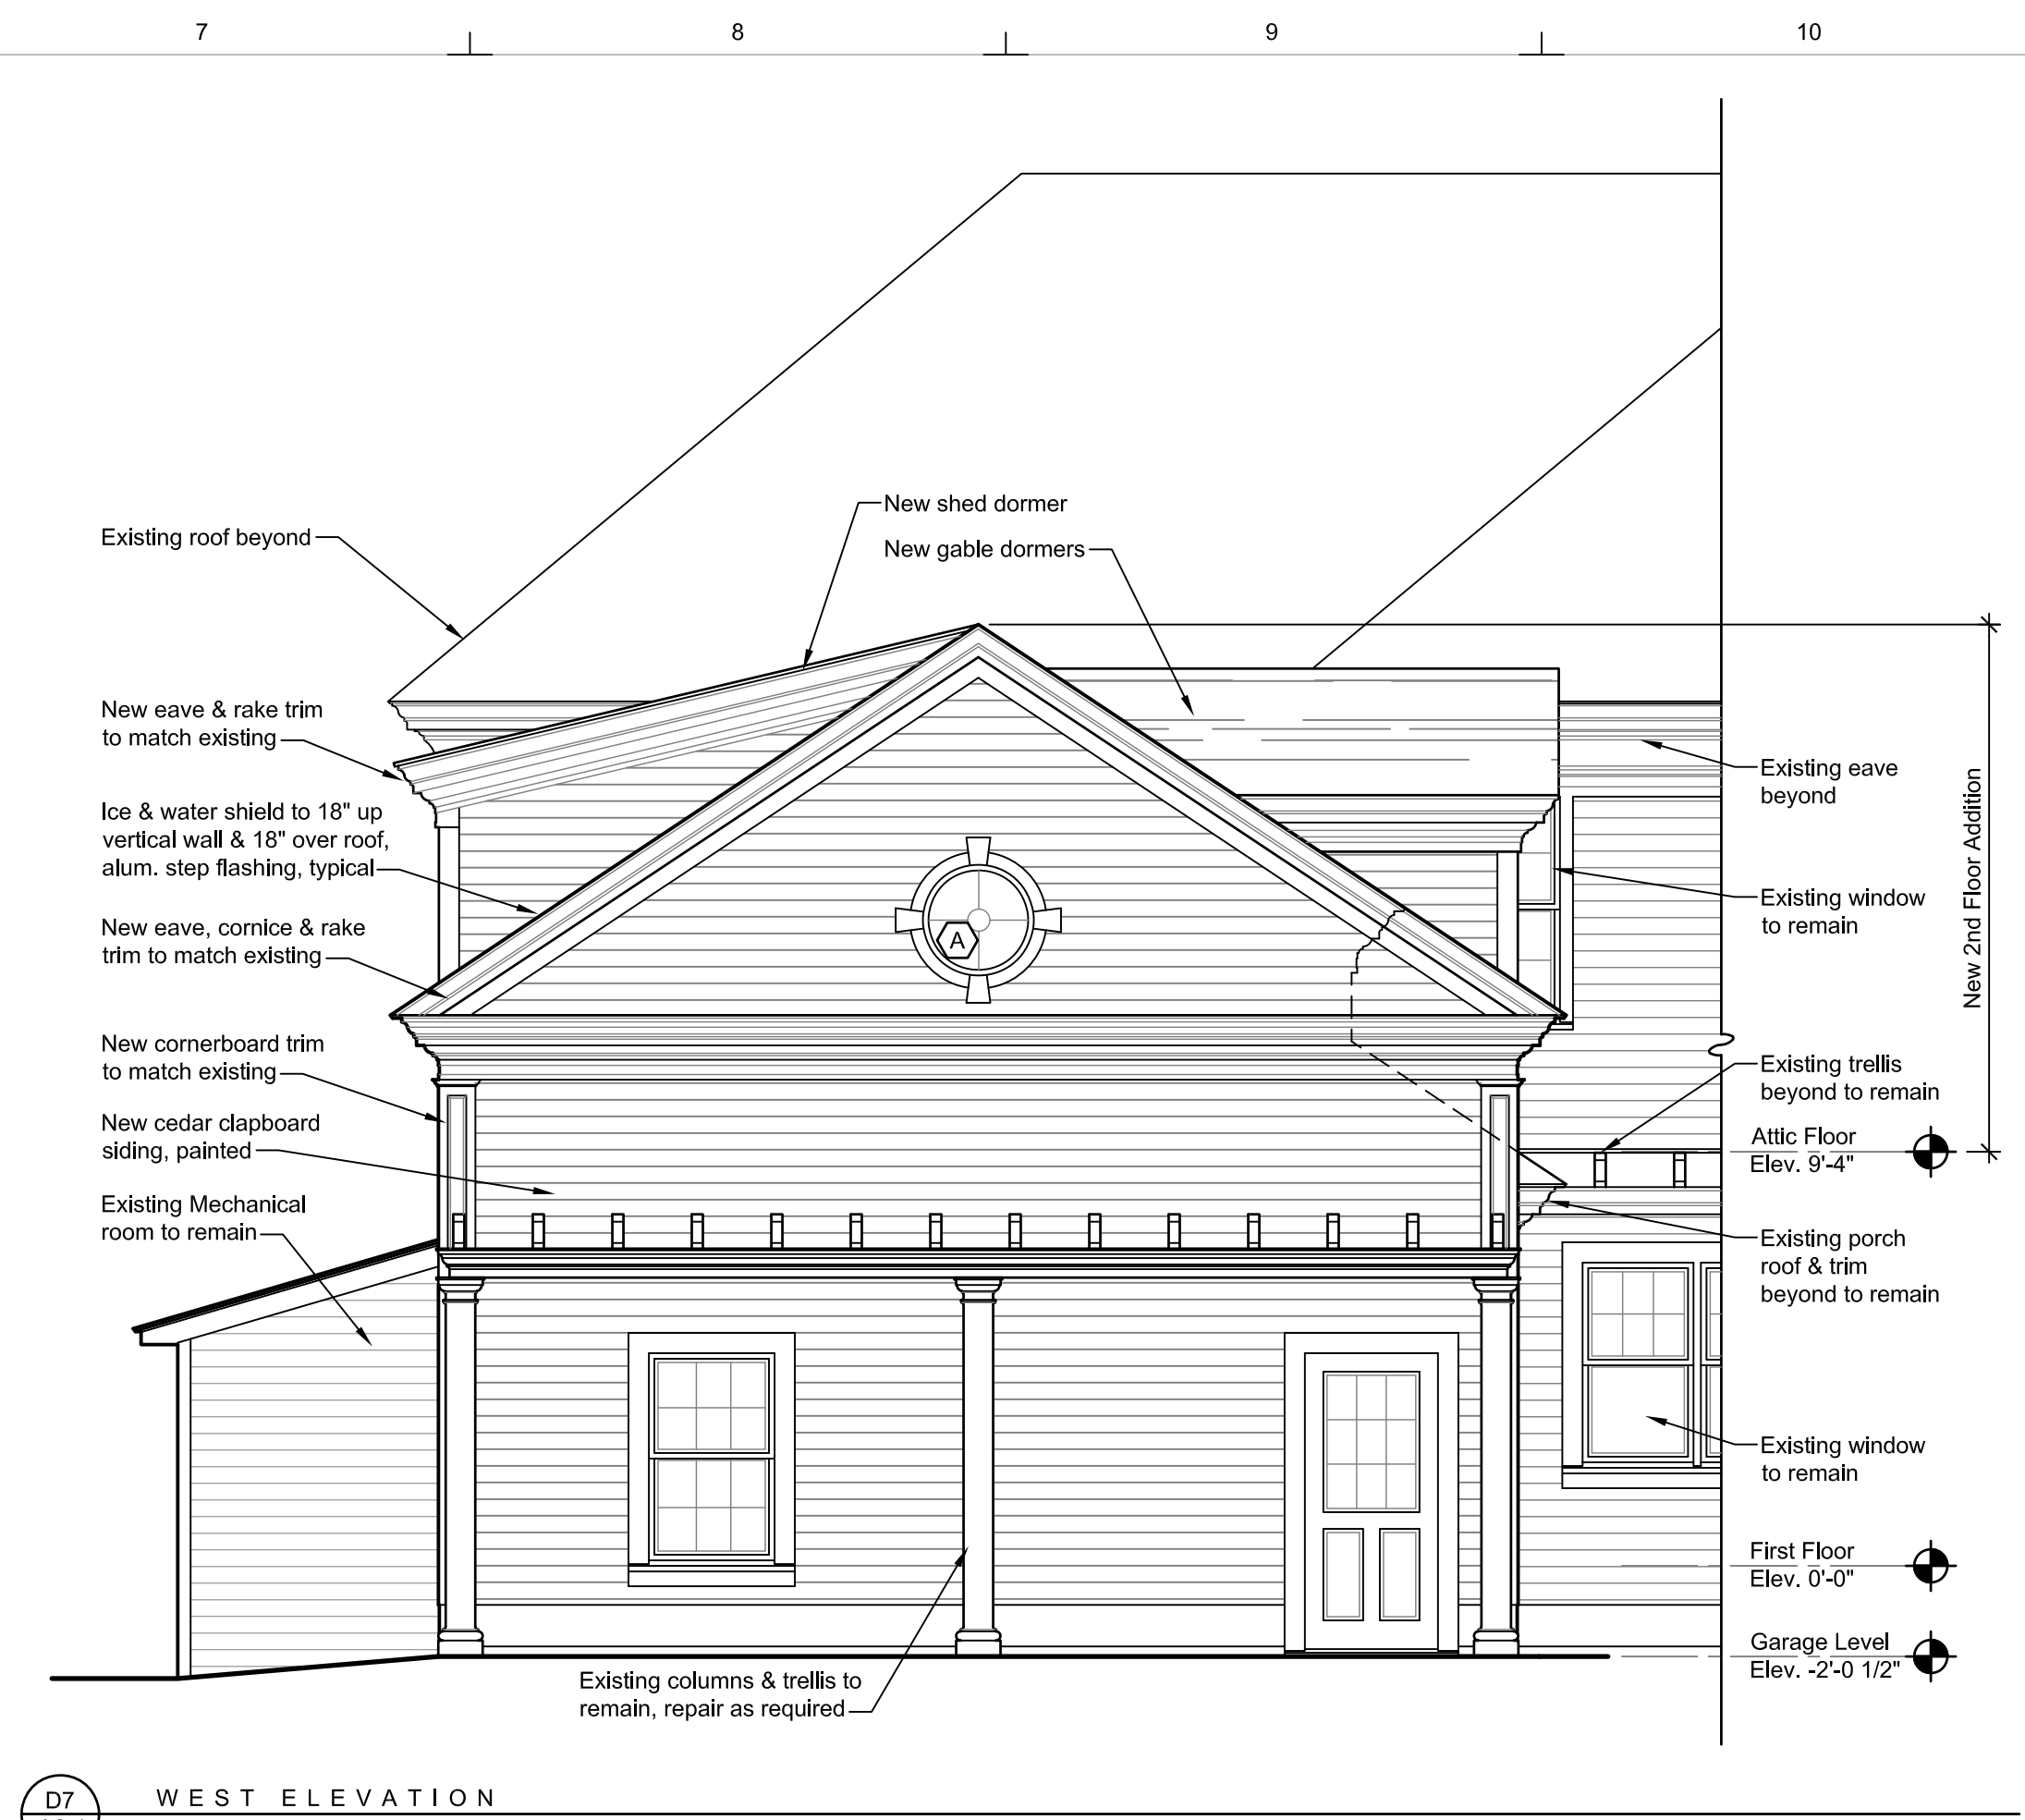 7
8
9
10
New shed dormer
Existing roof beyond
New gable dormers
New eave & rake trim
to match existing
Existing eave
beyond
Ice & water shield to 18" up
vertical wall & 18" over roof,
alum. step flashing, typical
New 2nd Floor Addition
Existing window
to remain
New eave, cornice & rake
trim to match existing
A
New cornerboard trim
to match existing
Existing trellis
beyond to remain
New cedar clapboard
siding, painted
Attic Floor
Elev. 9'-4"
Existing Mechanical
room to remain
Existing porch
roof & trim
beyond to remain
Existing window
to remain
First Floor
Elev. 0'-0"
Garage Level
Elev. -2'-0 1/2"
Existing columns & trellis to
remain, repair as required
D7
WEST ELEVATION